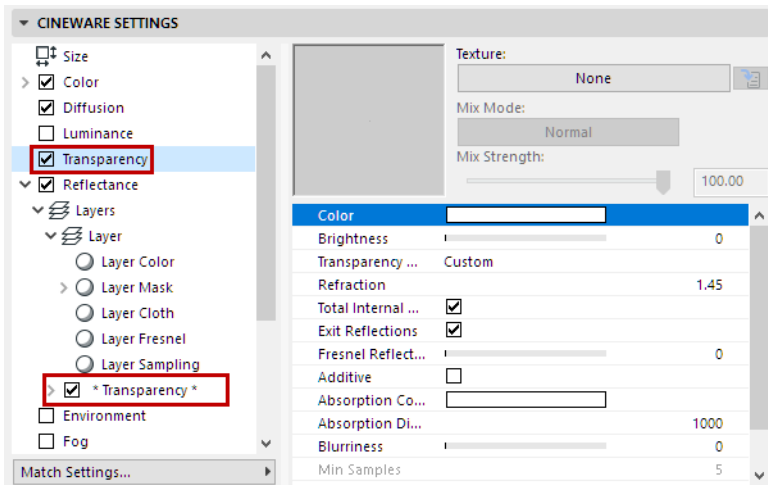 CINEWARE SETTINGS
Size
Color
Diffusion
Luminance
Transparency
Reflectance
Layers
Layer
Layer Color
Layer Mask
Layer Cloth
Layer Fresnel
Layer Sampling
* Transparency *
Environment
Fog
Match Settings...
Texture:
None
Mix Mode:
Normal
Mix Strength:
100.00
Color
Brightness 0
Transparency ... Custom
Refraction 1.45
Total Internal ...
Exit Reflections
Fresnel Reflect... 0
Additive
Absorption Co...
Absorption Di... 1000
Blurriness 0
Min Samples 5